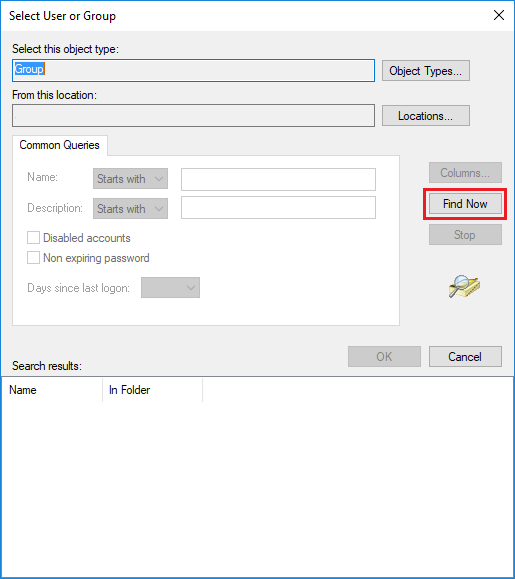 Select User or Group
Select this object type:
Group
Object Types...
From this location:
Locations...
Common Queries
Name:
Starts with
Columns...
Find Now
Description:
Starts with
Stop
Disabled accounts
Non expiring password
Days since last logon:
OK
Cancel
Search results:
Name
In Folder